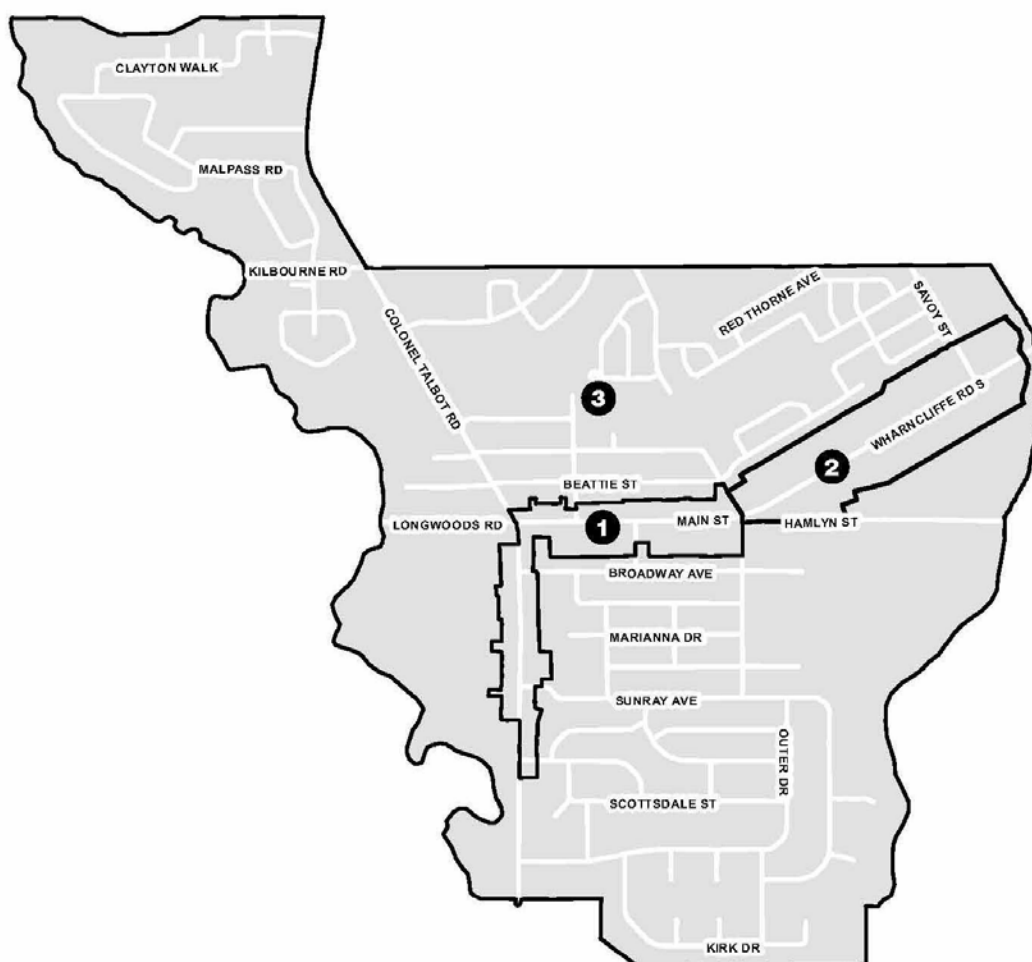 CLAYTON WALK
MALPASS RD
KILBOURNE RD
COLONEL TALBOT RD
RED THORNE AVE
SAVOY ST
3
WHARNCLIFFE RD S
2
BEATTIE ST
LONGWOODS RD
1
MAIN ST
HAMLYN ST
BROADWAY AVE
MARIANNA DR
SUNRAY AVE
OUTER DR
SCOTTSDALE ST
KIRK DR